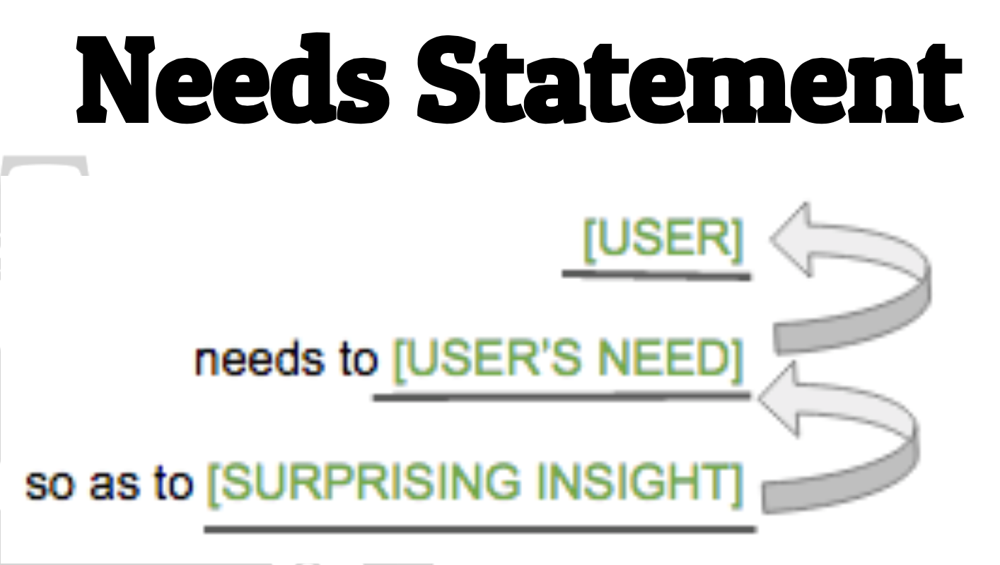 Needs Statement
[USER]
needs to [USER'S NEED]
so as to [SURPRISING INSIGHT]